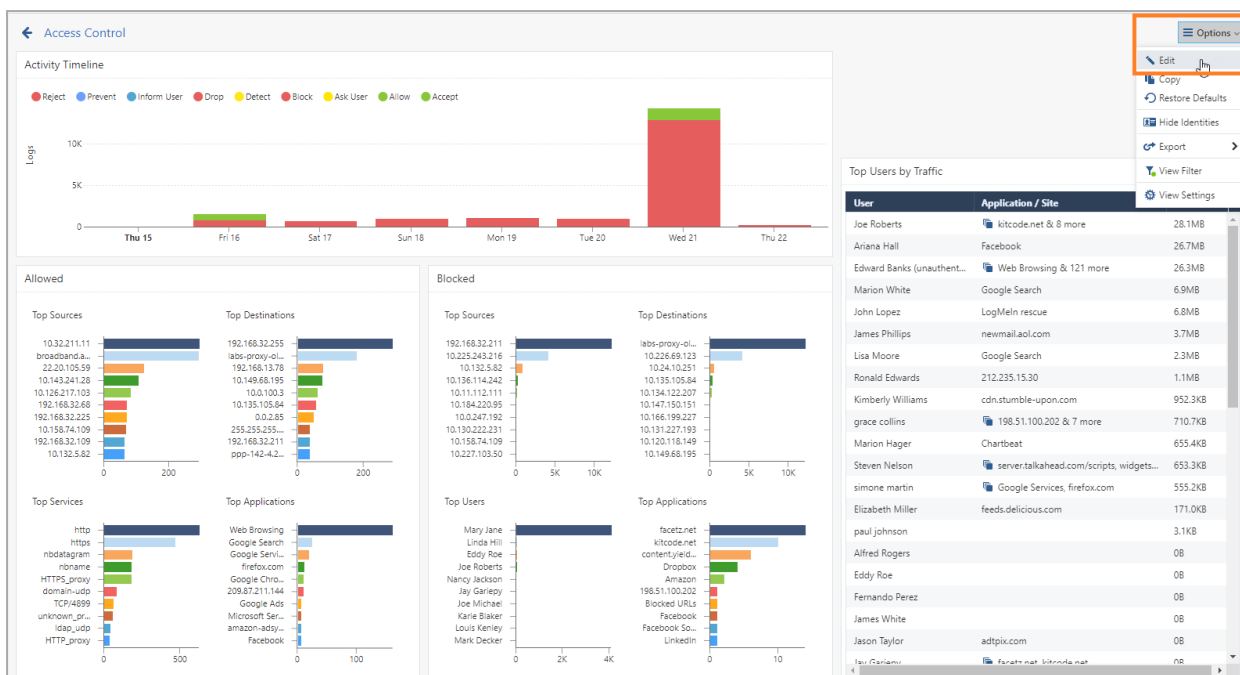 Access Control
Options
Edit
Copy
Restore Defaults
Hide Identities
Export
View Filter
View Settings
Activity Timeline
Reject Prevent Inform User Drop Detect Block Ask User Allow Accept
Logs
10K
5K
0
Thu 15 Fri 16 Sat 17 Sun 18 Mon 19 Tue 20 Wed 21 Thu 22
Allowed
Top Sources
10.32.211.11
broadband.a...
22.20.105.59
10.143.241.28
10.126.217.103
192.168.32.68
192.168.32.225
10.158.74.109
192.168.32.109
10.132.5.82
0 200
Top Destinations
192.168.32.255
labs-proxy-ol...
192.168.13.78
10.149.68.195
10.0.100.3
10.135.105.84
0.0.2.85
255.255.255....
192.168.32.211
ppp-142-4.2...
0 200
Top Services
http
https
nbdatagram
nbname
HTTPS_proxy
domain-udp
TCP/4899
unknown_pr...
ldap_udp
HTTP_proxy
0 500
Top Applications
Web Browsing
Google Search
Google Servi...
firefox.com
Google Chro...
209.87.211.144
Google Ads
Microsoft Ser...
amazon-adsy...
Facebook
0 100
Blocked
Top Sources
192.168.32.211
10.225.243.216
10.132.5.82
10.136.114.242
10.11.112.111
10.184.220.95
10.0.247.192
10.130.222.231
10.158.74.109
10.227.103.50
0 5K 10K
Top Destinations
labs-proxy-ol...
10.226.69.123
10.24.10.251
10.135.105.84
10.134.122.207
10.147.150.151
10.166.199.227
10.131.227.193
10.120.118.149
10.149.68.195
0 5K 10K
Top Users
Mary Jane
Linda Hill
Eddy Roe
Joe Roberts
Nancy Jackson
Jay Gariepy
Joe Michael
Karle Blaker
Louis Kenley
Mark Decker
0 2K 4K
Top Applications
facetz.net
kitcode.net
content.yield...
Dropbox
Amazon
198.51.100.202
Blocked URLs
Facebook
Facebook So...
LinkedIn
0 10
Top Users by Traffic
User Application / Site
Joe Roberts kitcode.net & 8 more 28.1MB
Ariana Hall Facebook 26.7MB
Edward Banks (unauthent... Web Browsing & 121 more 26.3MB
Marion White Google Search 6.9MB
John Lopez LogMeIn rescue 6.8MB
James Phillips newmail.aol.com 3.7MB
Lisa Moore Google Search 2.3MB
Ronald Edwards 212.235.15.30 1.1MB
Kimberly Williams cdn.stumble-upon.com 952.3KB
grace collins 198.51.100.202 & 7 more 710.7KB
Marion Hager Chartbeat 655.4KB
Steven Nelson server.talkahead.com/scripts, widgets... 653.3KB
simone martin Google Services, firefox.com 555.2KB
Elizabeth Miller feeds.delicious.com 171.0KB
paul johnson 3.1KB
Alfred Rogers 0B
Eddy Roe 0B
Fernando Perez 0B
James White 0B
Jason Taylor adtpix.com 0B
Jay Gariepy facetz.net, kitcode.net 0B